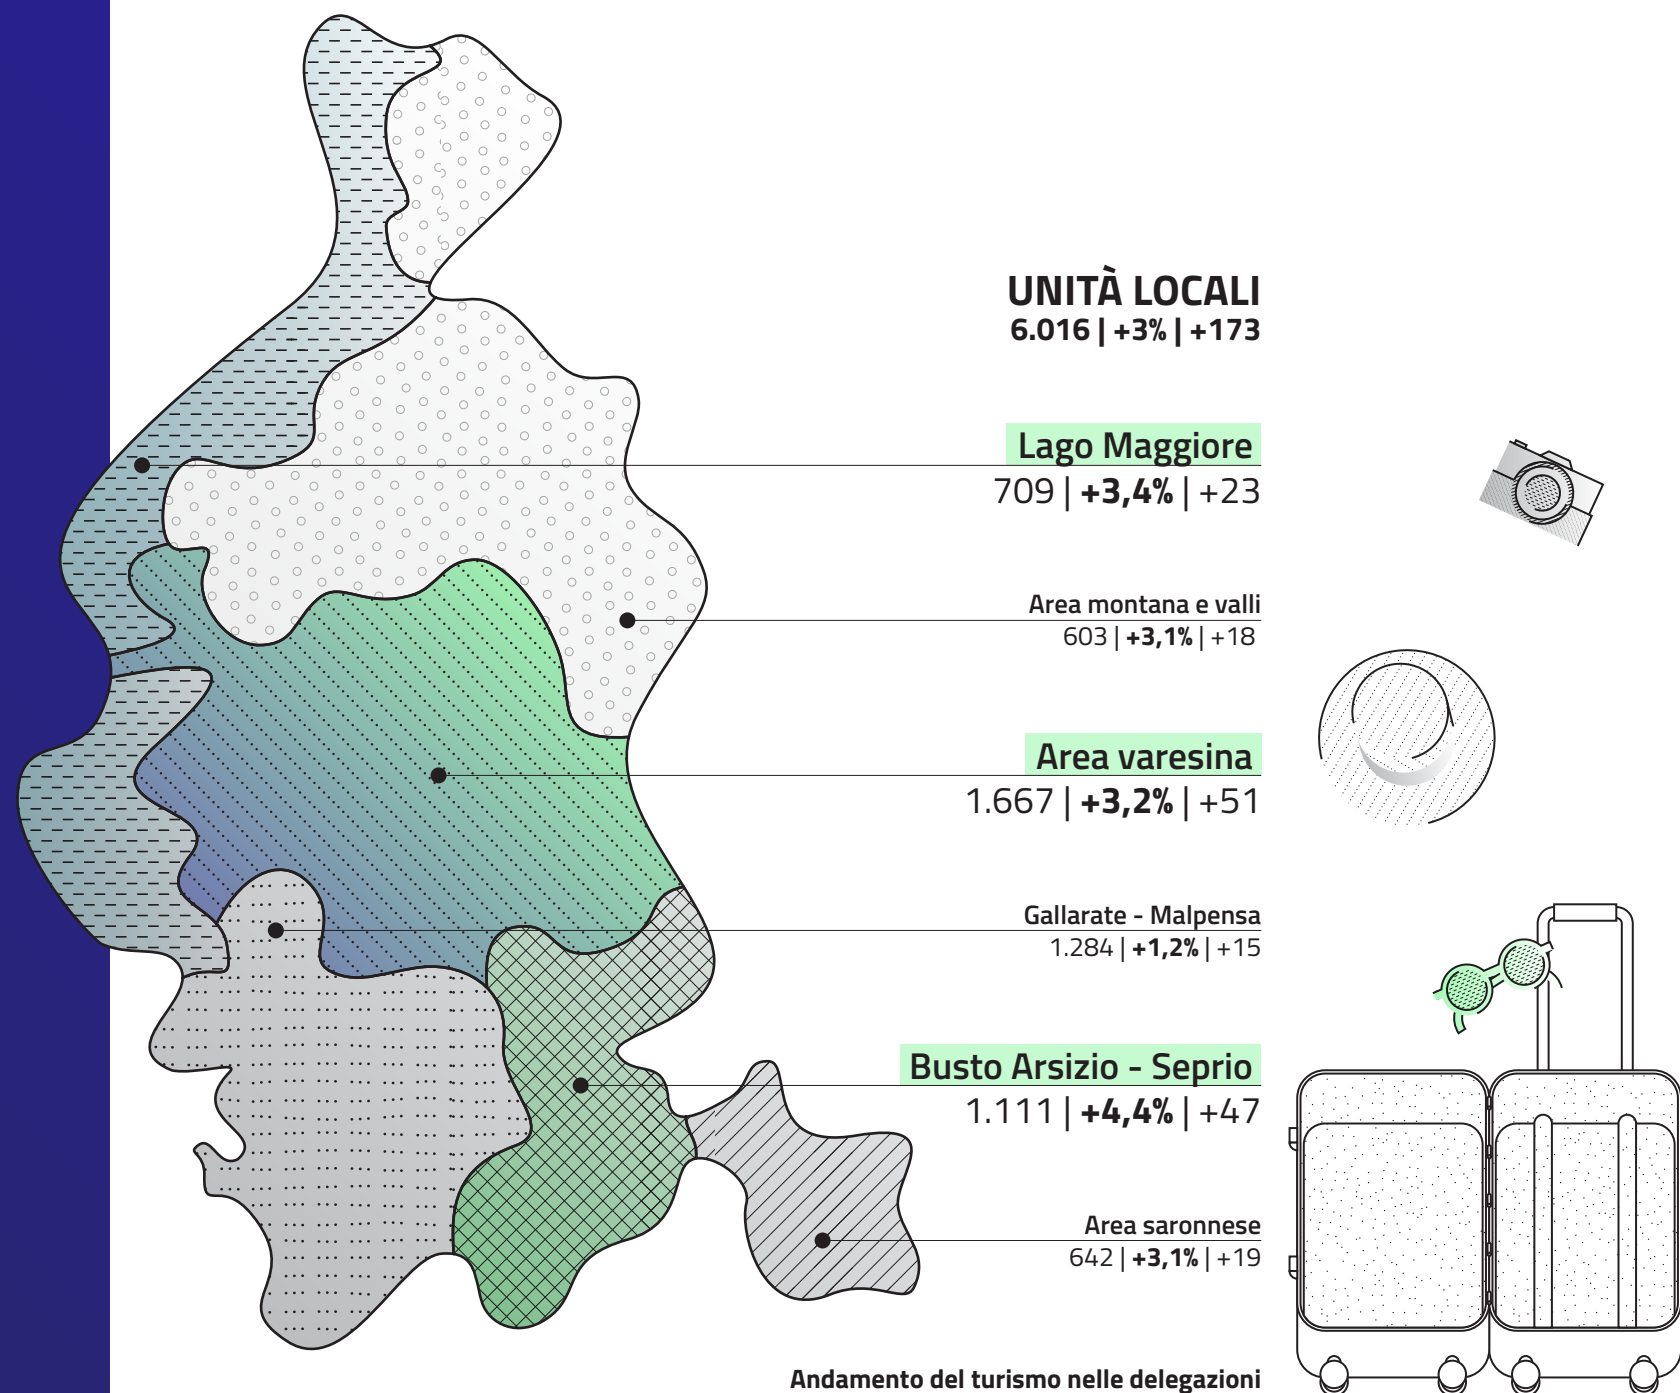 UNITÀ LOCALI
6.016 | +3% | +173
Lago Maggiore
709 | +3,4% | +23
Area montana e valli
603 | +3,1% | +18
Area varesina
1.667 | +3,2% | +51
Gallarate - Malpensa
1.284 | +1,2% | +15
Busto Arsizio - Seprio
1.111 | +4,4% | +47
Area saronnese
642 | +3,1% | +19
Andamento del turismo nelle delegazioni